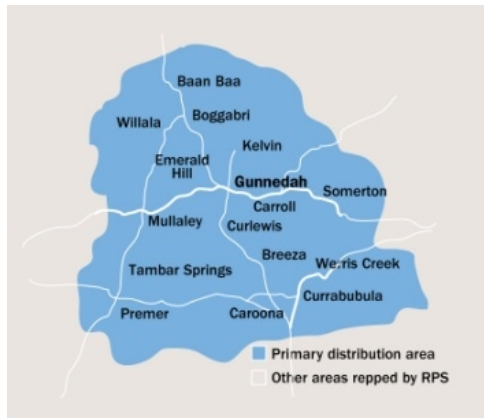 Baan Baa
Boggabri
Willala
Kelvin
Emerald
Hill
Gunnedah
Somerton
Carroll
Mullaley
Curlewis
Breeza
Werris Creek
Tambar Springs
Currabubula
Premer
Caroona
Primary distribution area
Other areas repped by RPS